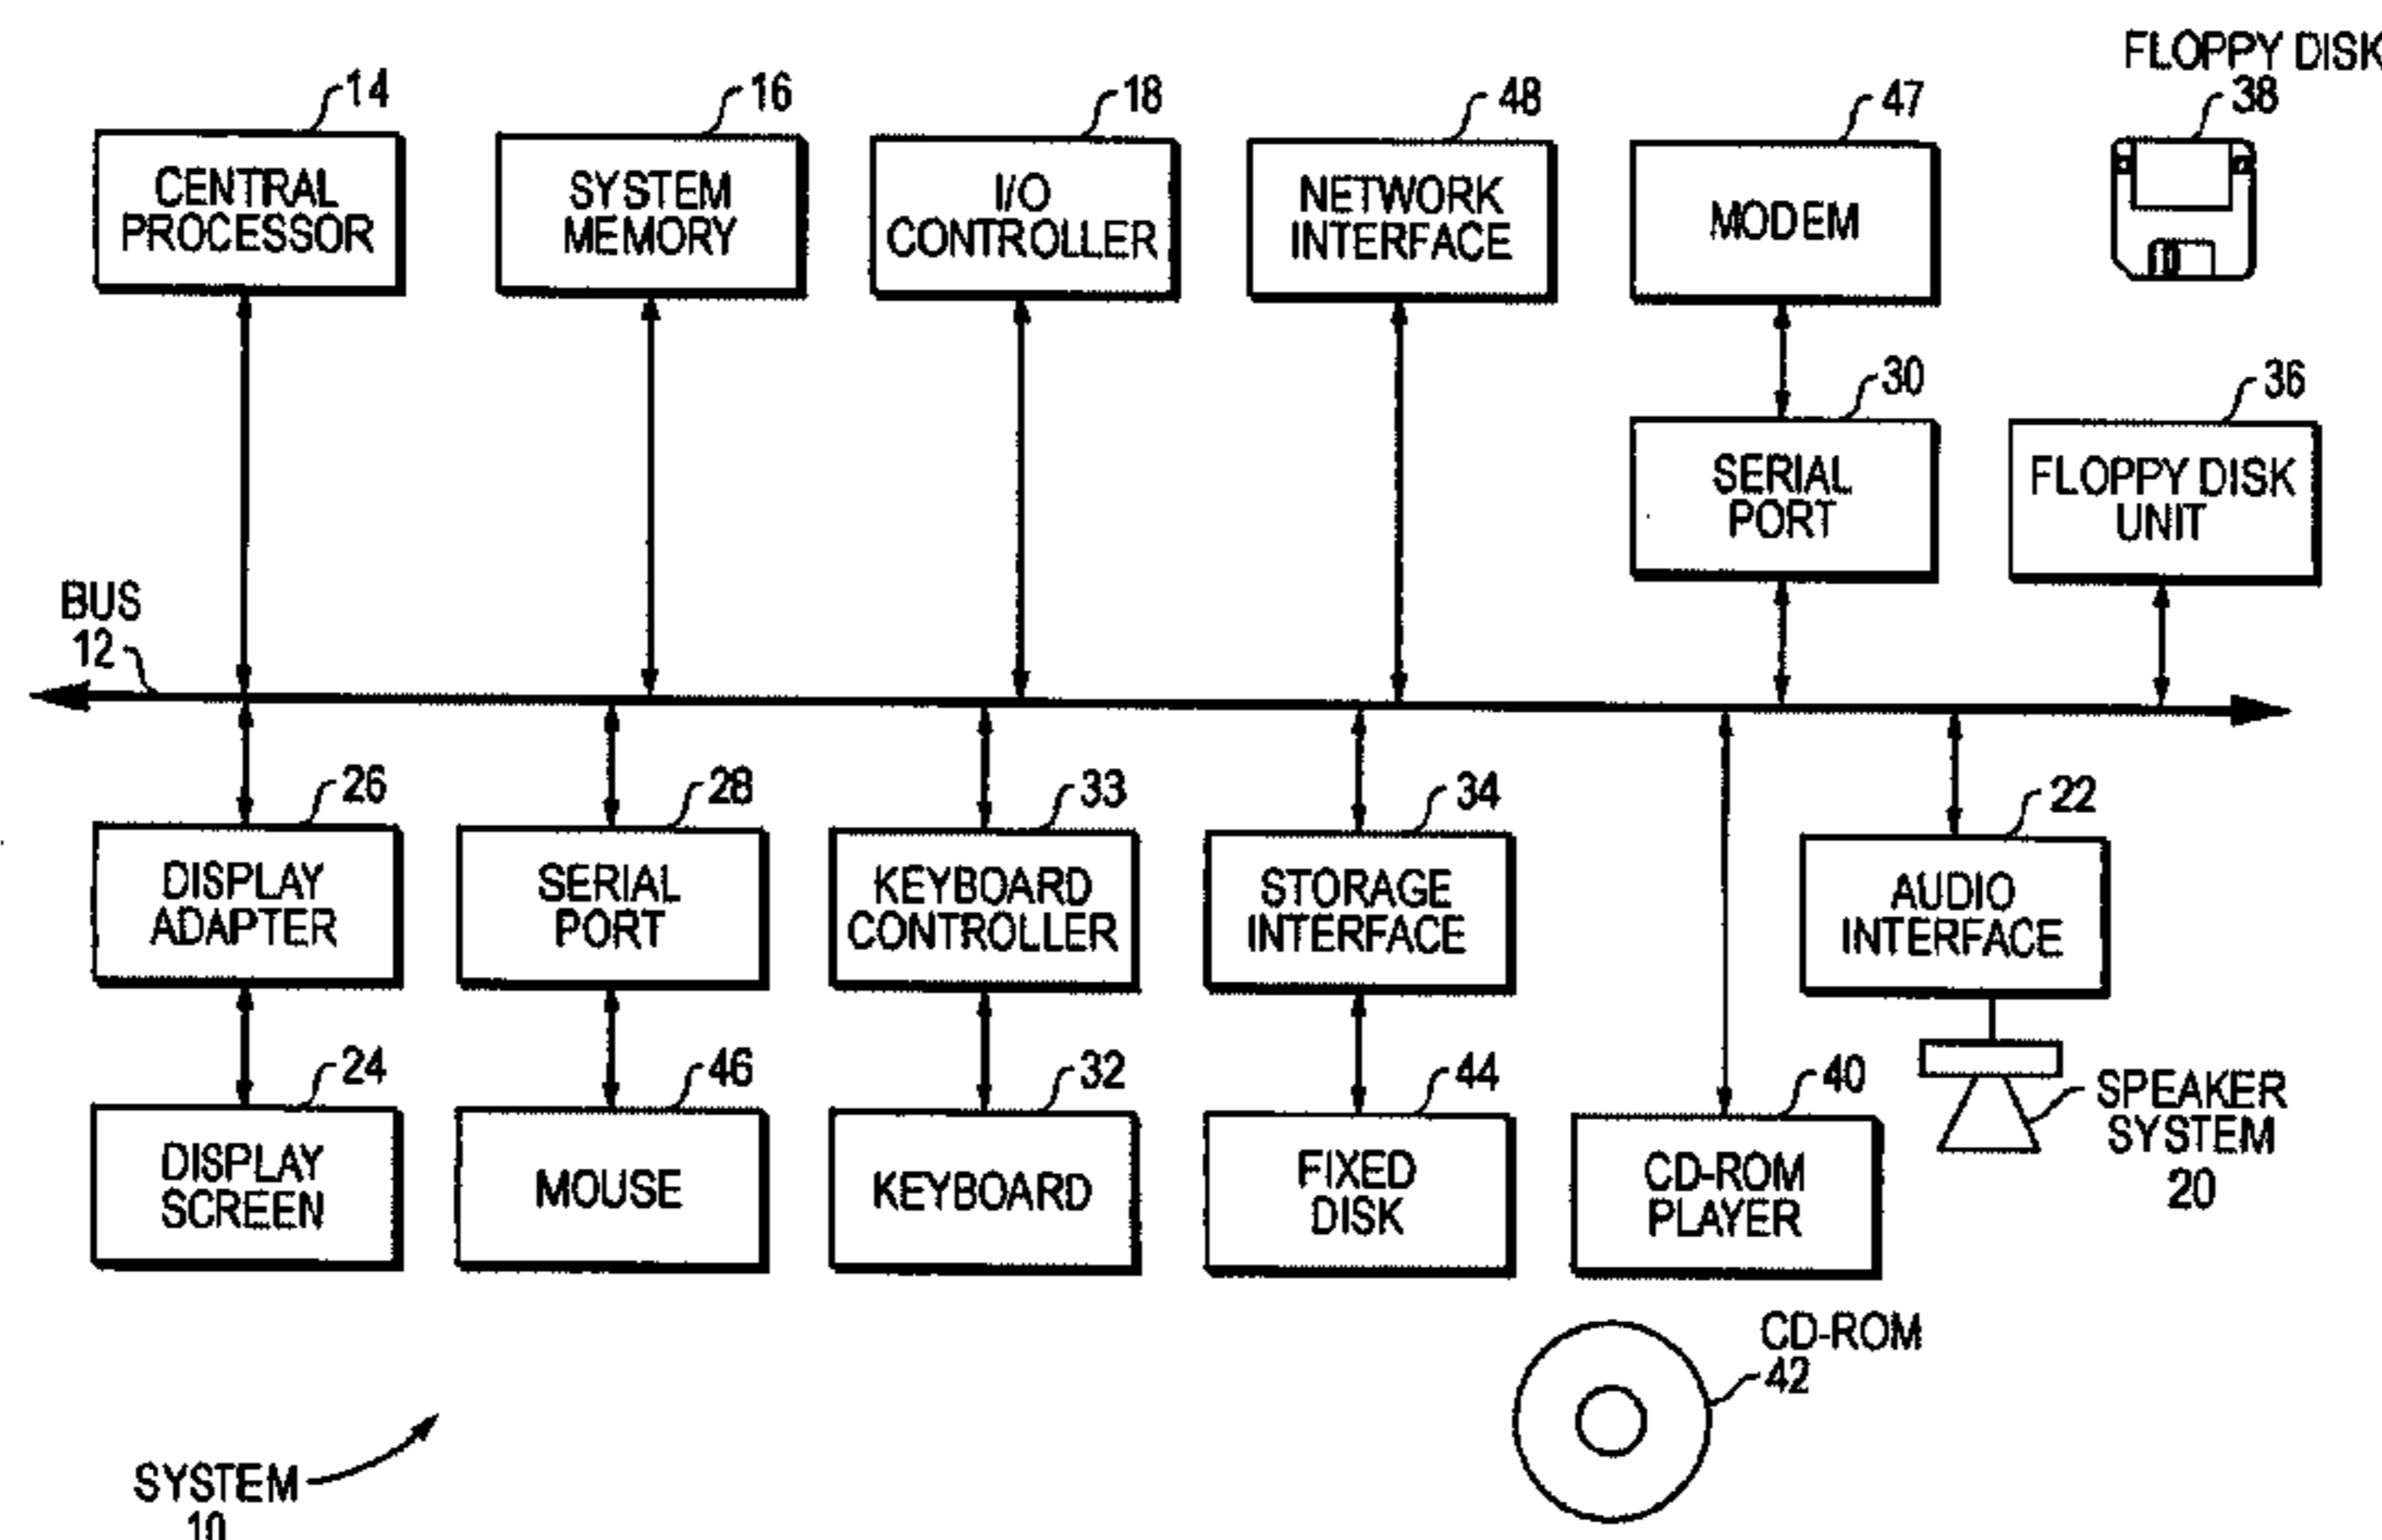 FLOPPY DISK
38
14
CENTRAL
PROCESSOR
16
SYSTEM
MEMORY
18
I/O
CONTROLLER
48
NETWORK
INTERFACE
47
MODEM
30
SERIAL
PORT
36
FLOPPY DISK
UNIT
BUS
12
26
DISPLAY
ADAPTER
28
SERIAL
PORT
33
KEYBOARD
CONTROLLER
34
STORAGE
INTERFACE
22
AUDIO
INTERFACE
24
DISPLAY
SCREEN
46
MOUSE
32
KEYBOARD
44
FIXED
DISK
40
CD-ROM
PLAYER
SPEAKER
SYSTEM
20
CD-ROM
42
SYSTEM
10